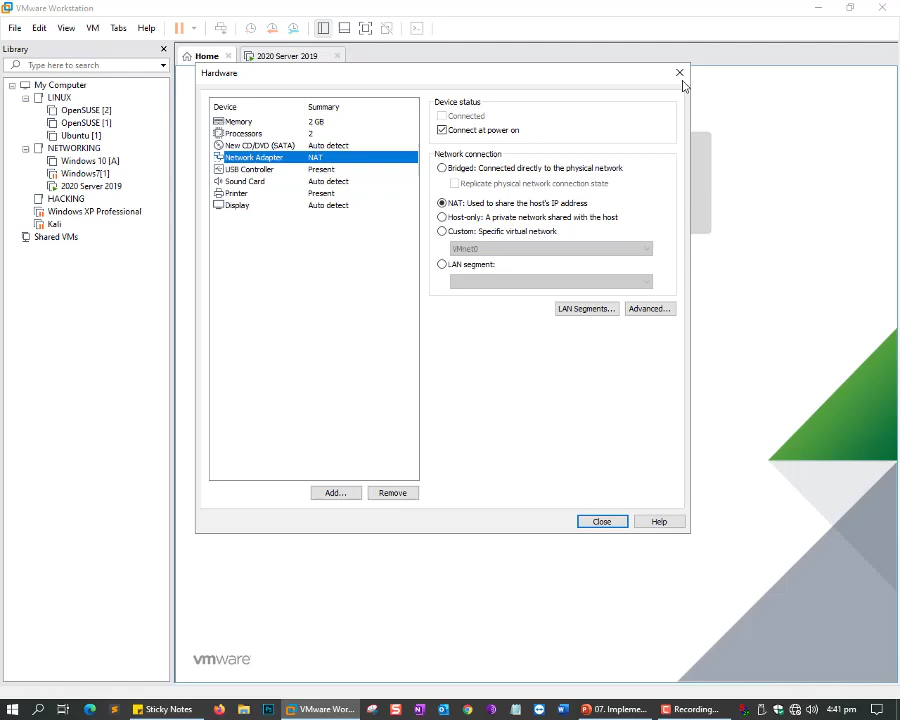 VMware Workstation
File Edit View VM Tabs Help
Library
Type here to search
My Computer
LINUX
OpenSUSE [2]
OpenSUSE [1]
Ubuntu [1]
NETWORKING
Windows 10 [A]
Windows7[1]
2020 Server 2019
HACKING
Windows XP Professional
Kali
Shared VMs
Home
2020 Server 2019
Hardware
Device Summary
Memory 2 GB
Processors 2
New CD/DVD (SATA) Auto detect
Network Adapter NAT
USB Controller Present
Sound Card Auto detect
Printer Present
Display Auto detect
Add...
Remove
Device status
Connected
Connect at power on
Network connection
Bridged: Connected directly to the physical network
Replicate physical network connection state
NAT: Used to share the host's IP address
Host-only: A private network shared with the host
Custom: Specific virtual network
VMnet0
LAN segment:
LAN Segments...
Advanced...
Close
Help
vmware
Sticky Notes
VMware Wor...
07. Impleme...
Recording...
4:41 pm